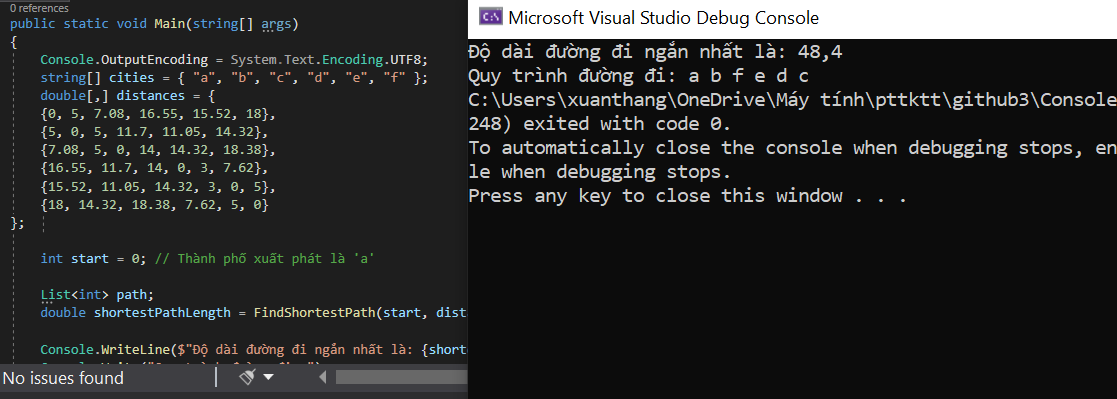 0 references
public static void Main(string[] args)
{
Console.OutputEncoding = System.Text.Encoding.UTF8;
string[] cities = { "a", "b", "c", "d", "e", "f" };
double[,] distances = {
{0, 5, 7.08, 16.55, 15.52, 18},
{5, 0, 5, 11.7, 11.05, 14.32},
{7.08, 5, 0, 14, 14.32, 18.38},
{16.55, 11.7, 14, 0, 3, 7.62},
{15.52, 11.05, 14.32, 3, 0, 5},
{18, 14.32, 18.38, 7.62, 5, 0}
};
int start = 0; // Thành phố xuất phát là 'a'
List<int> path;
double shortestPathLength = FindShortestPath(start, dist
Console.WriteLine($"Độ dài đường đi ngắn nhất là: {short
No issues found
Microsoft Visual Studio Debug Console
Độ dài đường đi ngắn nhất là: 48,4
Quy trình đường đi: a b f e d c
C:\Users\xuanthang\OneDrive\Máy tính\pttktt\github3\Console
248) exited with code 0.
To automatically close the console when debugging stops, en
le when debugging stops.
Press any key to close this window . . .